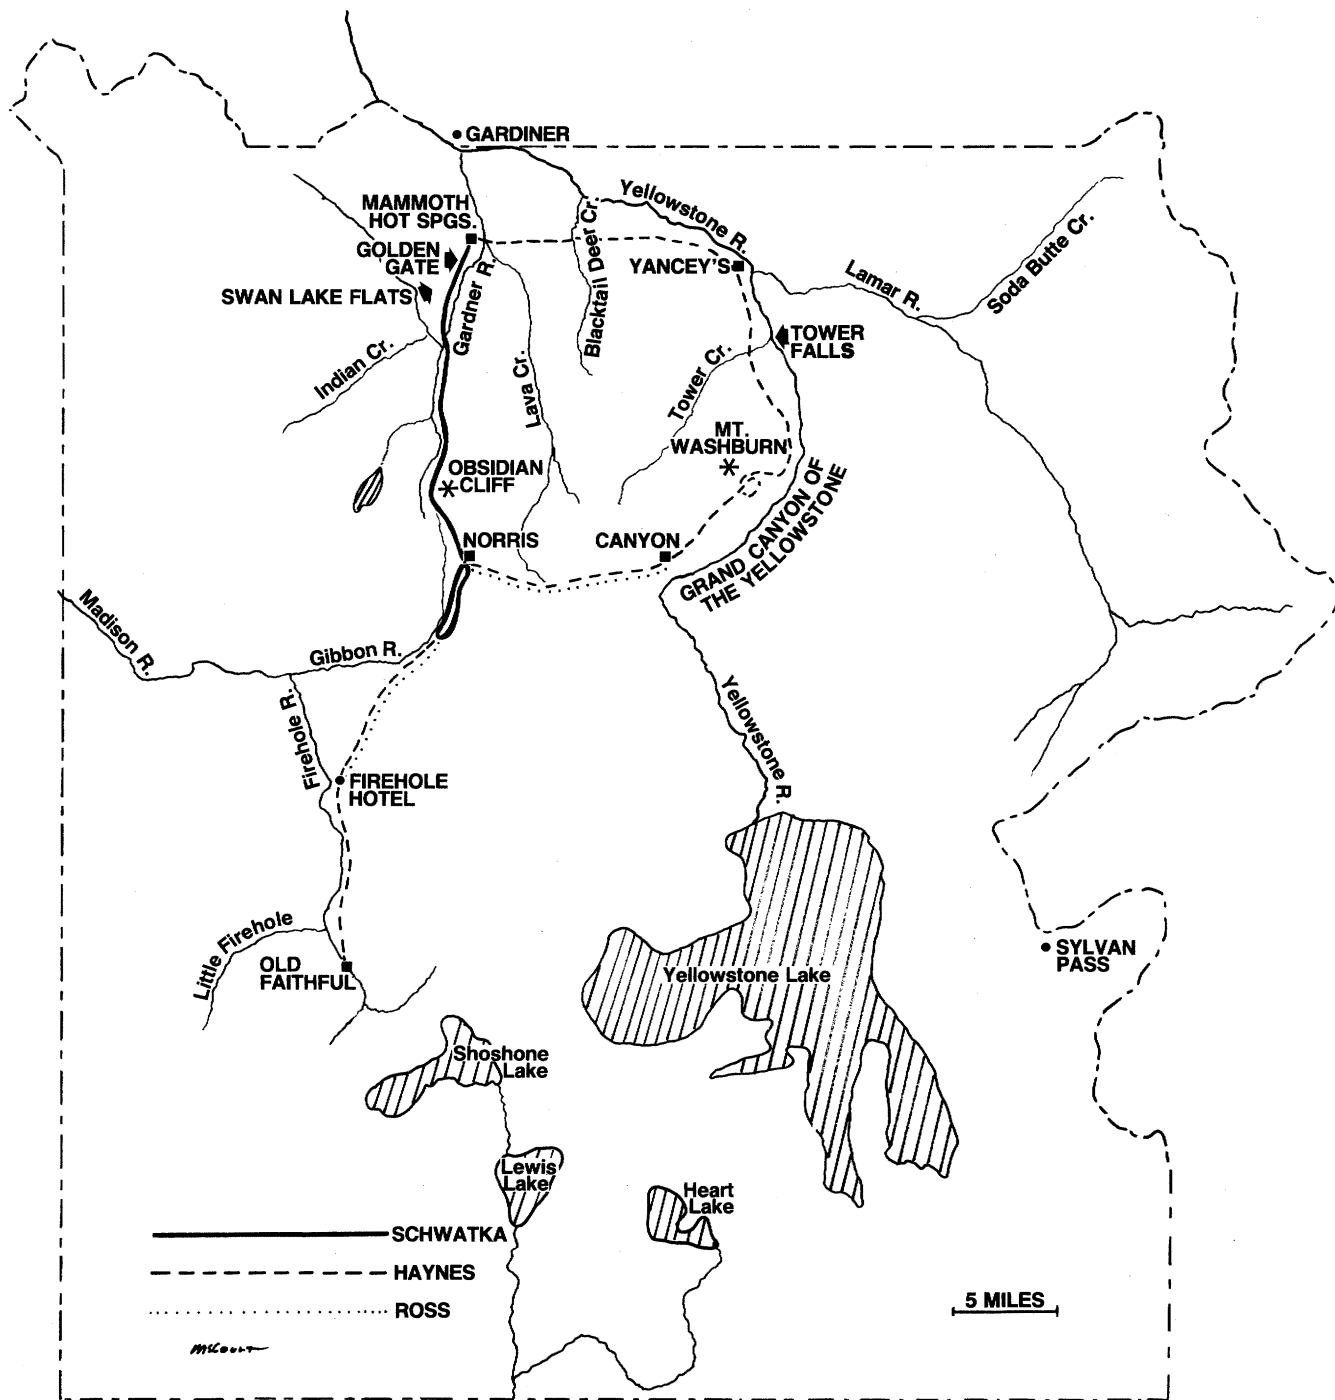 GARDINER
MAMMOTH
HOT SPGS.
Yellowstone R.
GOLDEN
GATE
YANCEY'S
SWAN LAKE FLATS
Gardner R.
Blacktail Deer Cr.
Lamar R.
Soda Butte Cr.
TOWER
FALLS
Indian Cr.
Lava Cr.
Tower Cr.
MT.
WASHBURN
OBSIDIAN
CLIFF
NORRIS
CANYON
GRAND CANYON OF
THE YELLOWSTONE
Madison R.
Gibbon R.
Firehole R.
Yellowstone R.
FIREHOLE
HOTEL
Little Firehole
OLD
FAITHFUL
Yellowstone Lake
SYLVAN
PASS
Shoshone
Lake
Lewis
Lake
Heart
Lake
SCHWATKA
HAYNES
ROSS
5 MILES